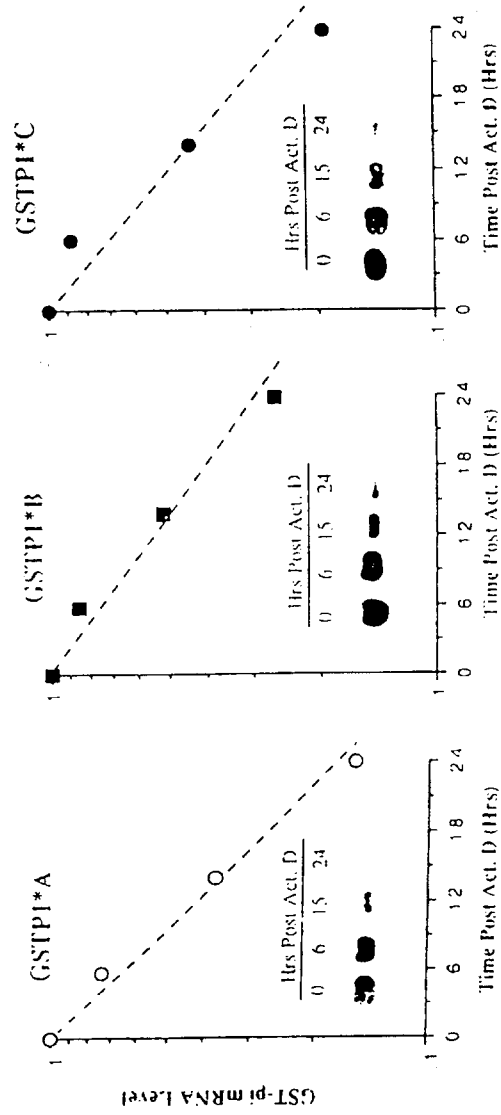 GSTP1*A
GST-pi mRNA Level
1
Hrs Post Act. D
0 6 15 24
1
0 6 12 18 24
Time Post Act. D (Hrs)
GSTP1*B
1
Hrs Post Act. D
0 6 15 24
1
0 6 12 18 24
Time Post Act. D (Hrs)
GSTP1*C
1
Hrs Post Act. D
0 6 15 24
1
0 6 12 18 24
Time Post Act. D (Hrs)